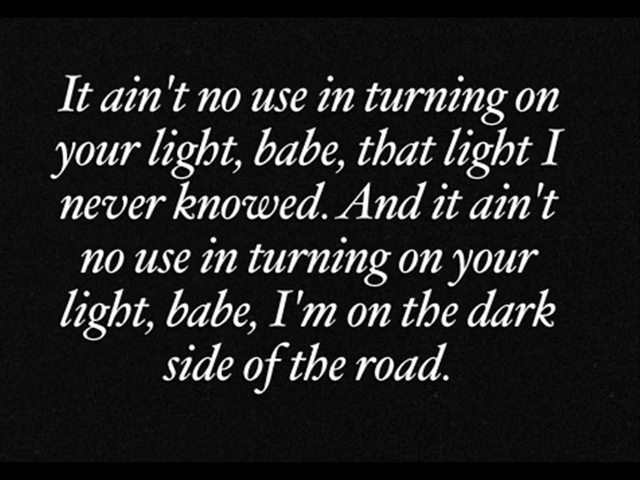 It ain't no use in turning on
your light, babe, that light I
never knowed. And it ain't
no use in turning on your
light, babe, I'm on the dark
side of the road.